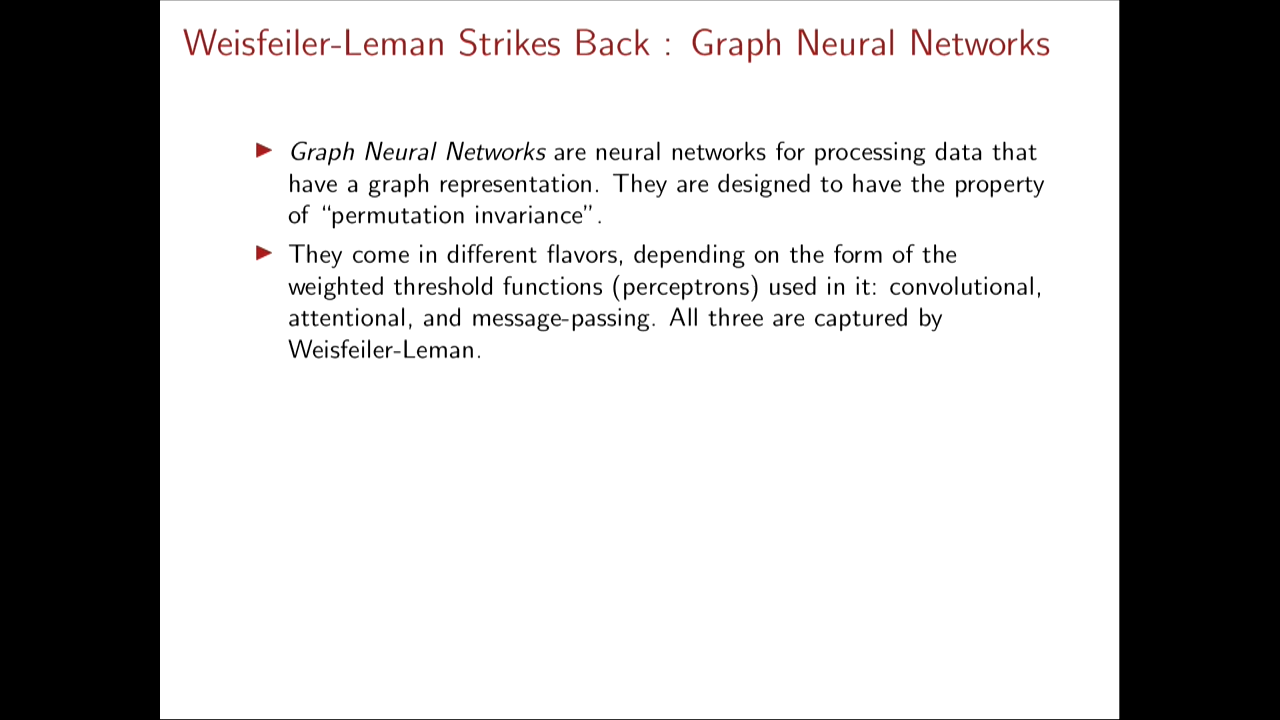 Weisfeiler-Leman Strikes Back : Graph Neural Networks
Graph Neural Networks are neural networks for processing data that
have a graph representation. They are designed to have the property
of “permutation invariance”.
They come in different flavors, depending on the form of the
weighted threshold functions (perceptrons) used in it: convolutional,
attentional, and message-passing. All three are captured by
Weisfeiler-Leman.